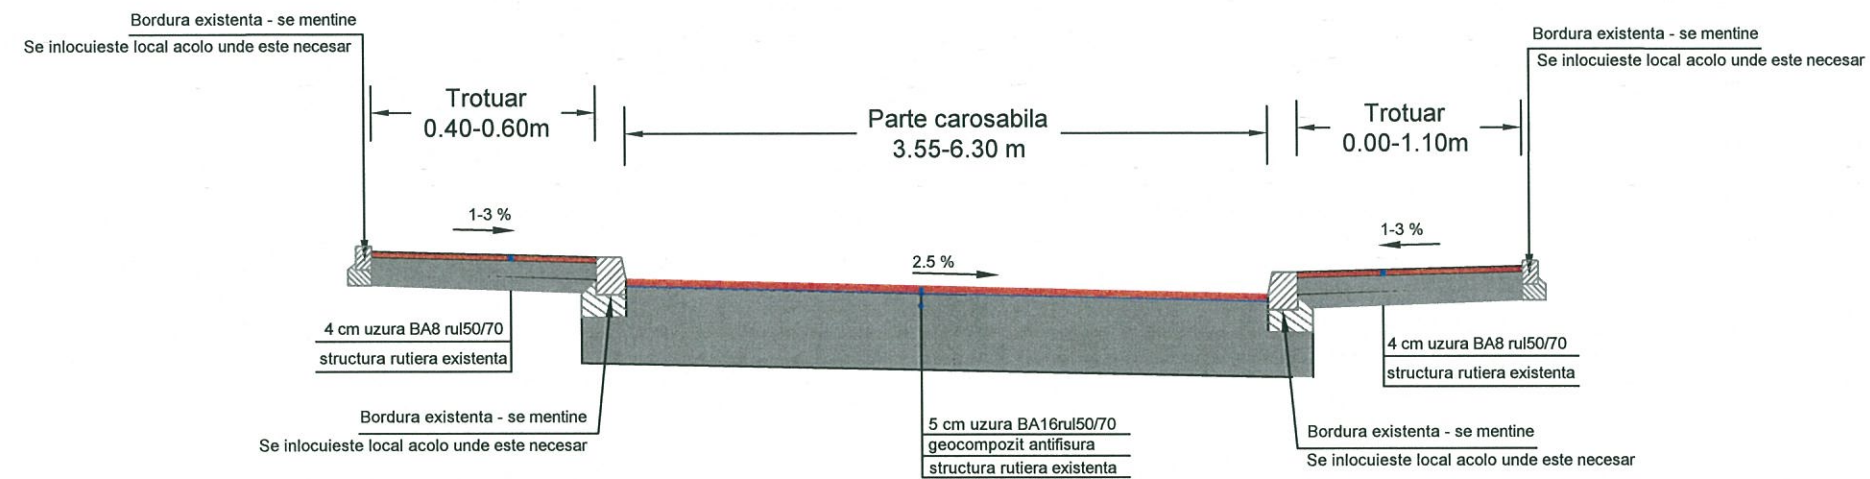 Bordura existenta - se mentine
Se inlocuieste local acolo unde este necesar
Bordura existenta - se mentine
Se inlocuieste local acolo unde este necesar
Trotuar
0.40-0.60m
Parte carosabila
3.55-6.30 m
Trotuar
0.00-1.10m
1-3 %
2.5 %
1-3 %
4 cm uzura BA8 rul50/70
structura rutiera existenta
4 cm uzura BA8 rul50/70
structura rutiera existenta
Bordura existenta - se mentine
Se inlocuieste local acolo unde este necesar
5 cm uzura BA16rul50/70
geocompozit antifisura
structura rutiera existenta
Bordura existenta - se mentine
Se inlocuieste local acolo unde este necesar